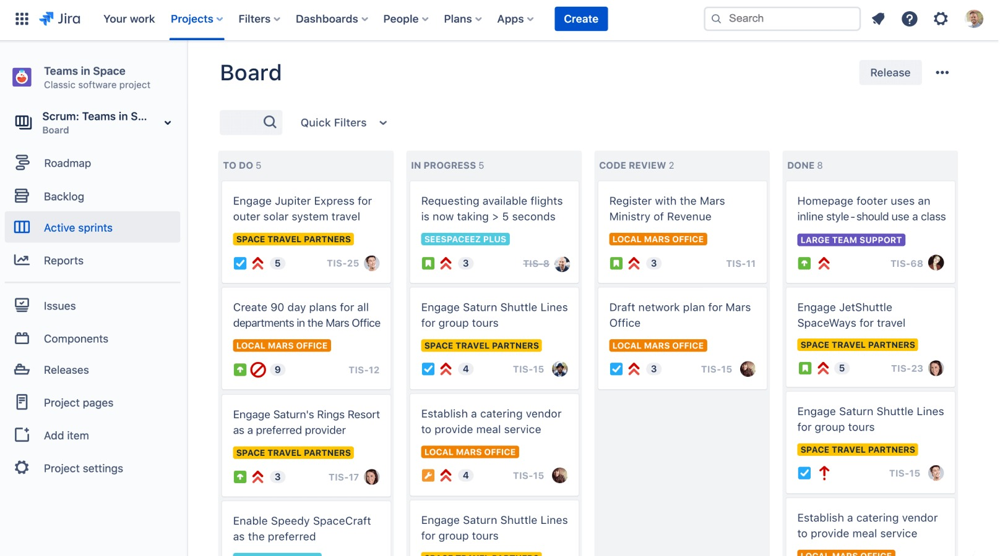 Jira
Your work
Projects
Filters
Dashboards
People
Plans
Apps
Create
Search
Teams in Space
Classic software project
Scrum: Teams in S...
Board
Roadmap
Backlog
Active sprints
Reports
Issues
Components
Releases
Project pages
Add item
Project settings
Board
Release
Quick Filters
TO DO 5
Engage Jupiter Express for
outer solar system travel
SPACE TRAVEL PARTNERS
5
TIS-25
Create 90 day plans for all
departments in the Mars Office
LOCAL MARS OFFICE
9
TIS-12
Engage Saturn's Rings Resort
as a preferred provider
SPACE TRAVEL PARTNERS
3
TIS-17
Enable Speedy SpaceCraft
as the preferred
IN PROGRESS 5
Requesting available flights
is now taking > 5 seconds
SEESPACEEZ PLUS
3
TIS-8
Engage Saturn Shuttle Lines
for group tours
SPACE TRAVEL PARTNERS
4
TIS-15
Establish a catering vendor
to provide meal service
LOCAL MARS OFFICE
4
TIS-15
Engage Saturn Shuttle Lines
for group tours
SPACE TRAVEL PARTNERS
CODE REVIEW 2
Register with the Mars
Ministry of Revenue
LOCAL MARS OFFICE
3
TIS-11
Draft network plan for Mars
Office
LOCAL MARS OFFICE
3
TIS-15
DONE 8
Homepage footer uses an
inline style-should use a class
LARGE TEAM SUPPORT
TIS-68
Engage JetShuttle
SpaceWays for travel
SPACE TRAVEL PARTNERS
5
TIS-23
Engage Saturn Shuttle Lines
for group tours
SPACE TRAVEL PARTNERS
TIS-15
Establish a catering vendor
to provide meal service
LOCAL MARS OFFICE